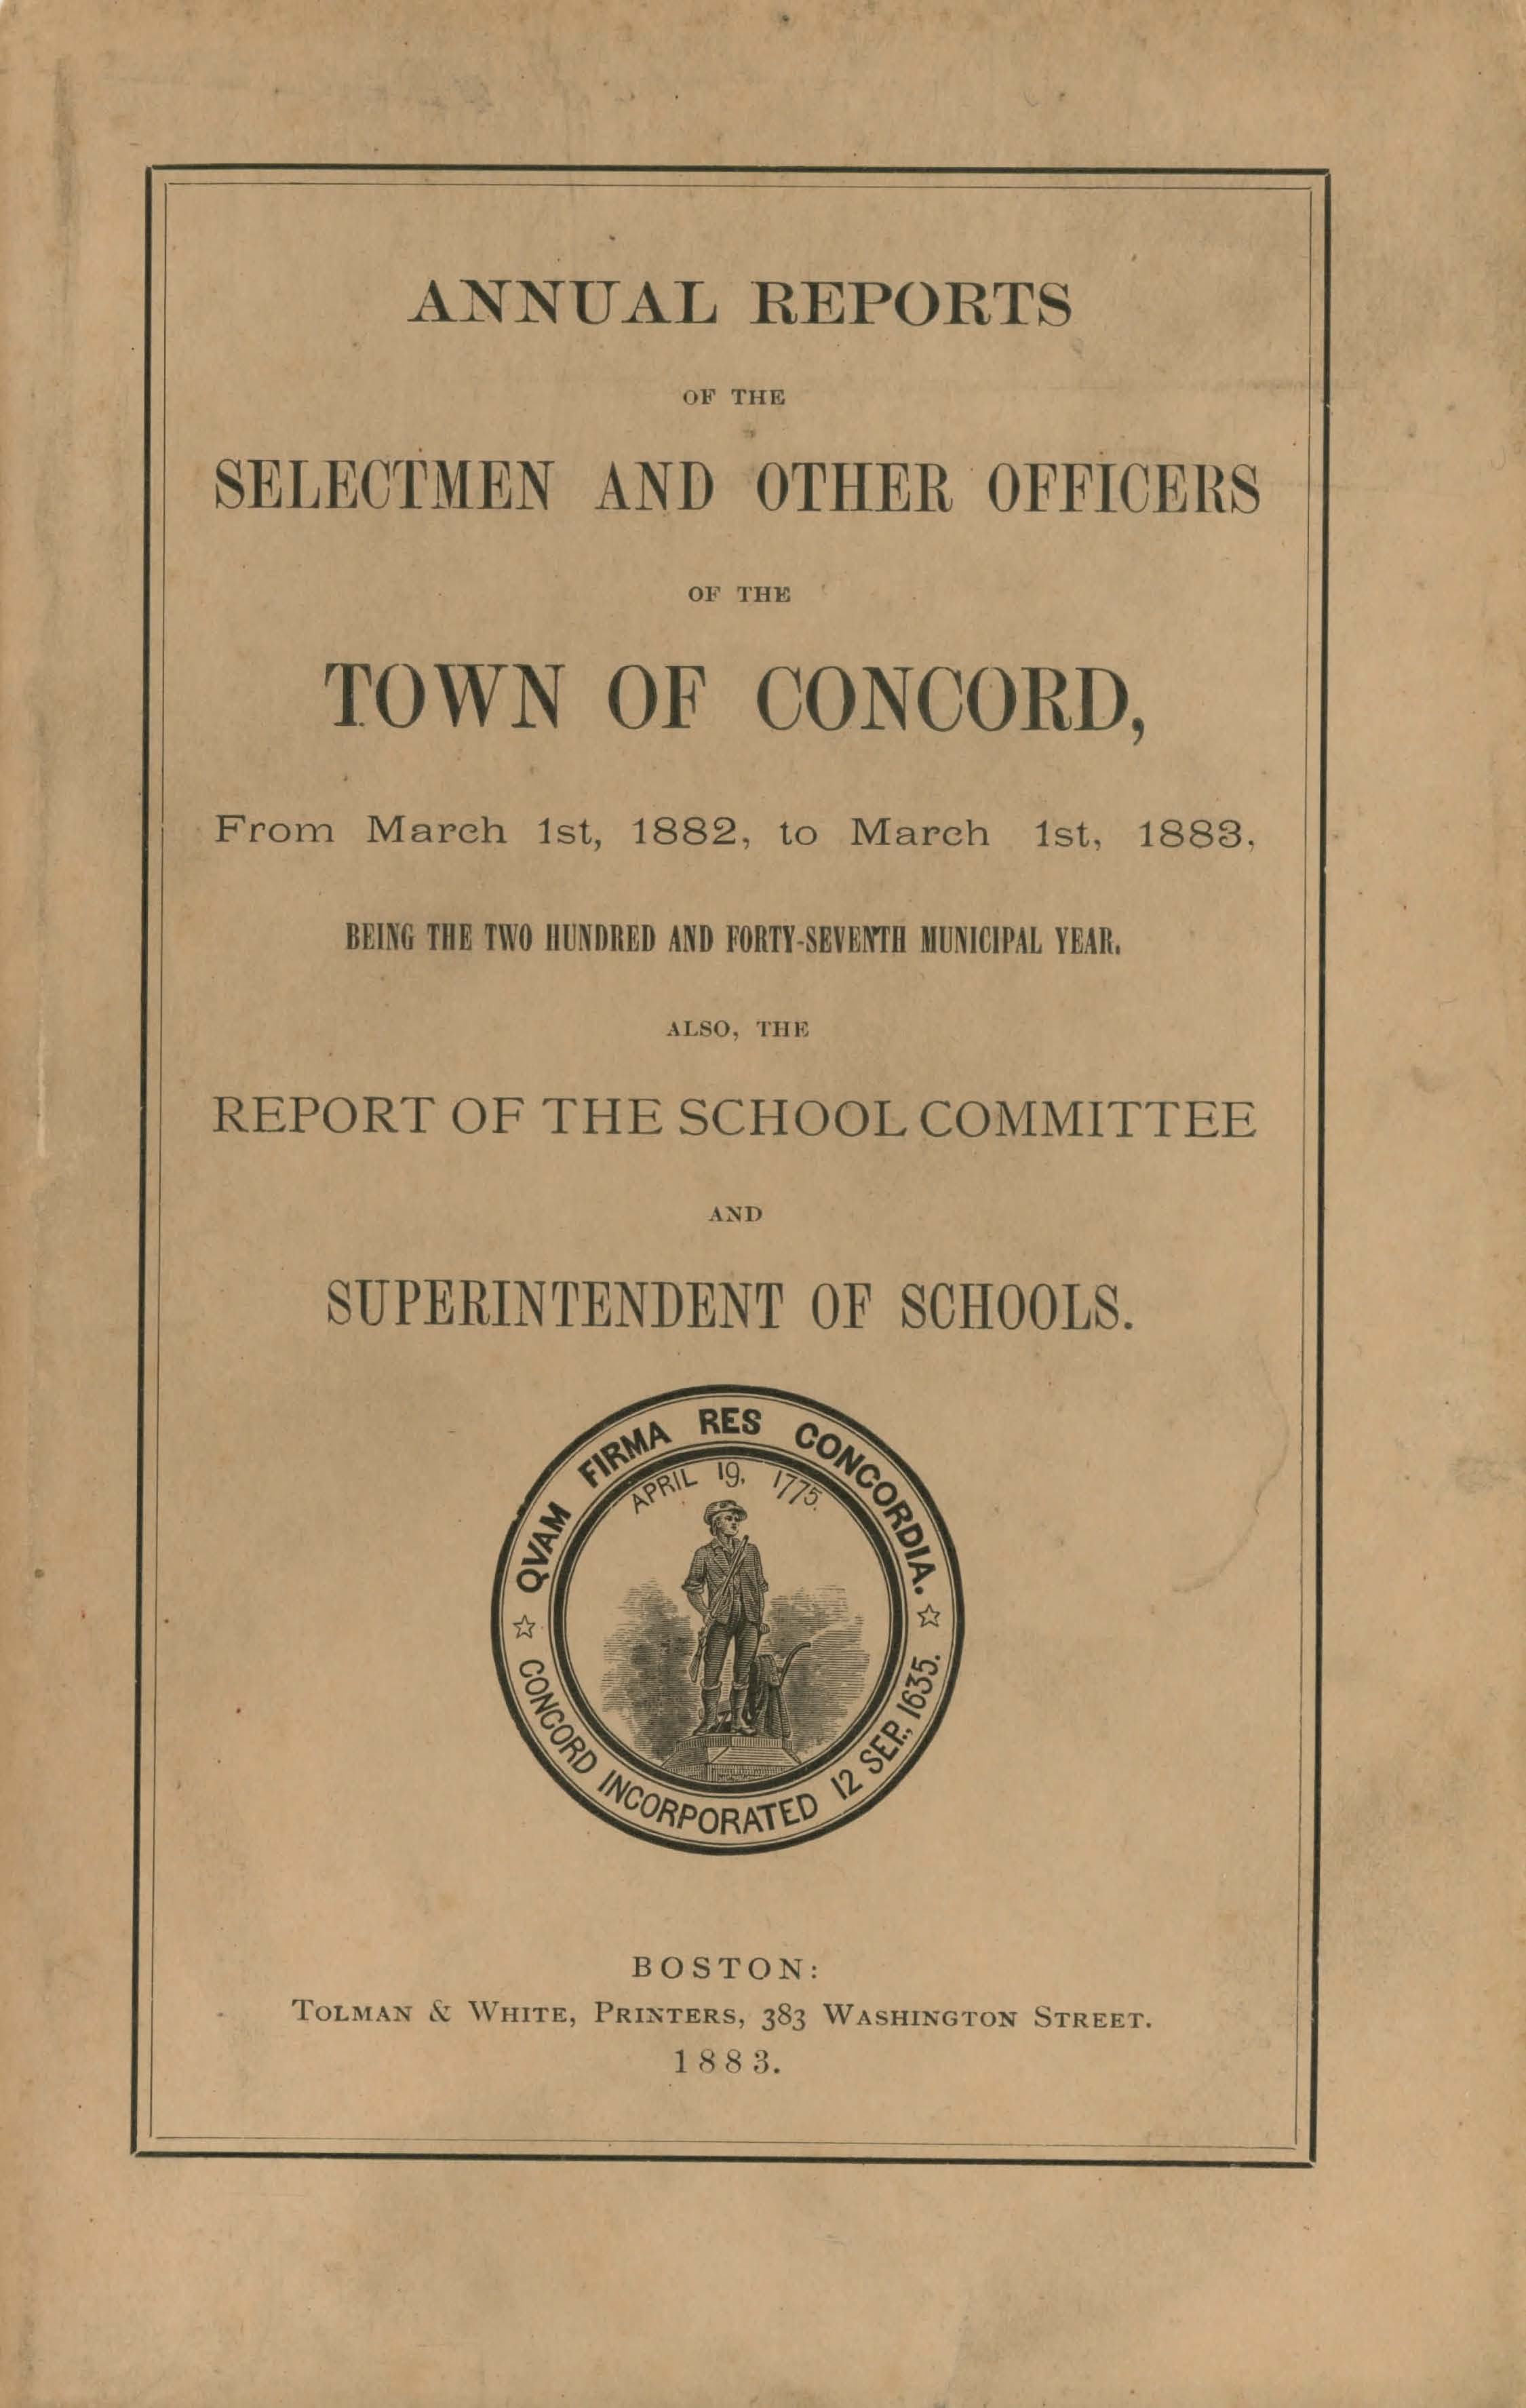 ANNUAL REPORTS
OF THE
SELECTMEN AND OTHER OFFICERS
OF THE
TOWN OF CONCORD,
From March 1st, 1882, to March 1st, 1883,
BEING THE TWO HUNDRED AND FORTY-SEVENTH MUNICIPAL YEAR.
ALSO, THE
REPORT OF THE SCHOOL COMMITTEE
AND
SUPERINTENDENT OF SCHOOLS.
QVAM FIRMA RES CONCORDIA.
APRIL 19, 1775.
CONCORD INCORPORATED 12 SEP., 1635.
BOSTON:
TOLMAN & WHITE, PRINTERS, 383 WASHINGTON STREET.
1883.